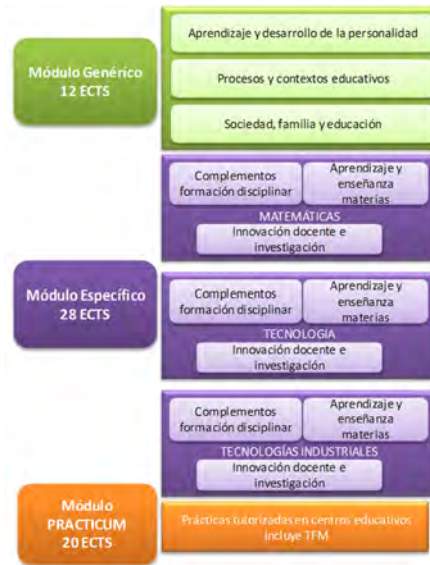 Módulo Genérico
12 ECTS
Aprendizaje y desarrollo de la personalidad
Procesos y contextos educativos
Sociedad, familia y educación
Módulo Específico
28 ECTS
Complementos
formación disciplinar
Aprendizaje y
enseñanza
materias
MATEMÁTICAS
Innovación docente e
investigación
Complementos
formación disciplinar
Aprendizaje y
enseñanza
materias
TECNOLOGIA
Innovación docente e
investigación
Complementos
formación disciplinar
Aprendizaje y
enseñanza
materias
TECNOLOGÍAS INDUSTRIALES
Innovación docente e
investigación
Módulo
PRACTICUM
20 ECTS
Prácticas tutorizadas en centros educativos
incluye TFM